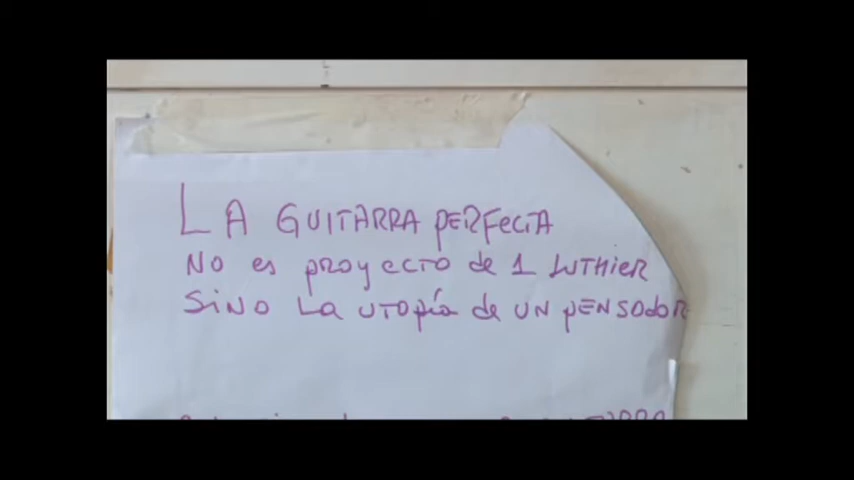 LA GUITARRA PERFECTA
NO es proyecto de 1 LUTHIER
SINO La UTOPía de UN PENSADOR